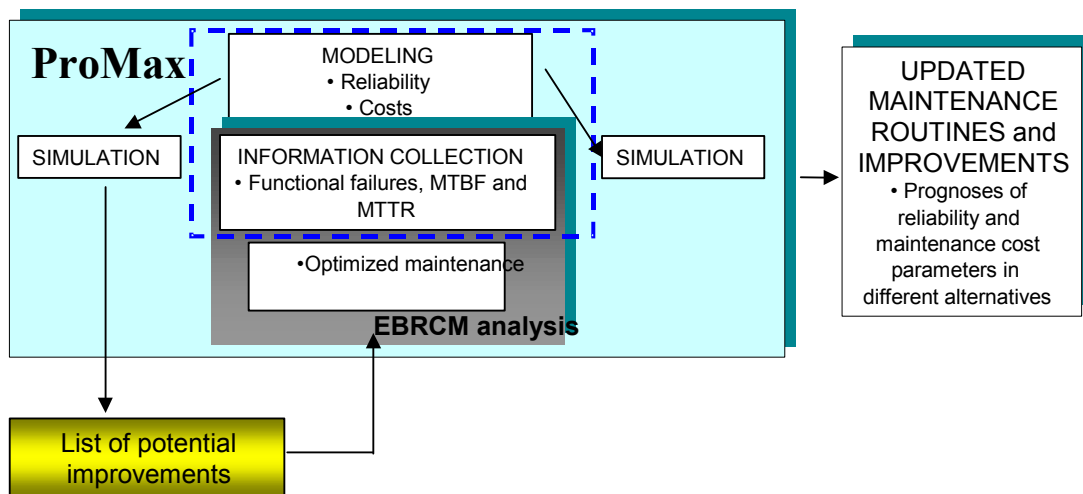 ProMax
MODELING
• Reliability
• Costs
SIMULATION
INFORMATION COLLECTION
• Functional failures, MTBF and
MTTR
SIMULATION
•Optimized maintenance
EBRCM analysis
List of potential
improvements
UPDATED
MAINTENANCE
ROUTINES and
IMPROVEMENTS
• Prognoses of
reliability and
maintenance cost
parameters in
different alternatives